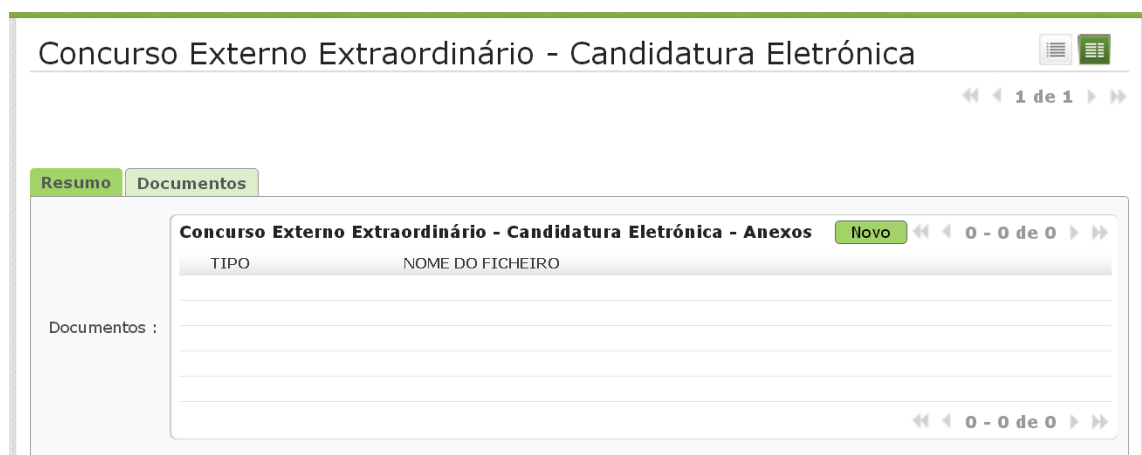 Concurso Externo Extraordinário - Candidatura Eletrónica
1 de 1
Resumo Documentos
Concurso Externo Extraordinário - Candidatura Eletrónica - Anexos Novo 0 - 0 de 0
TIPO NOME DO FICHEIRO
Documentos :
0 - 0 de 0